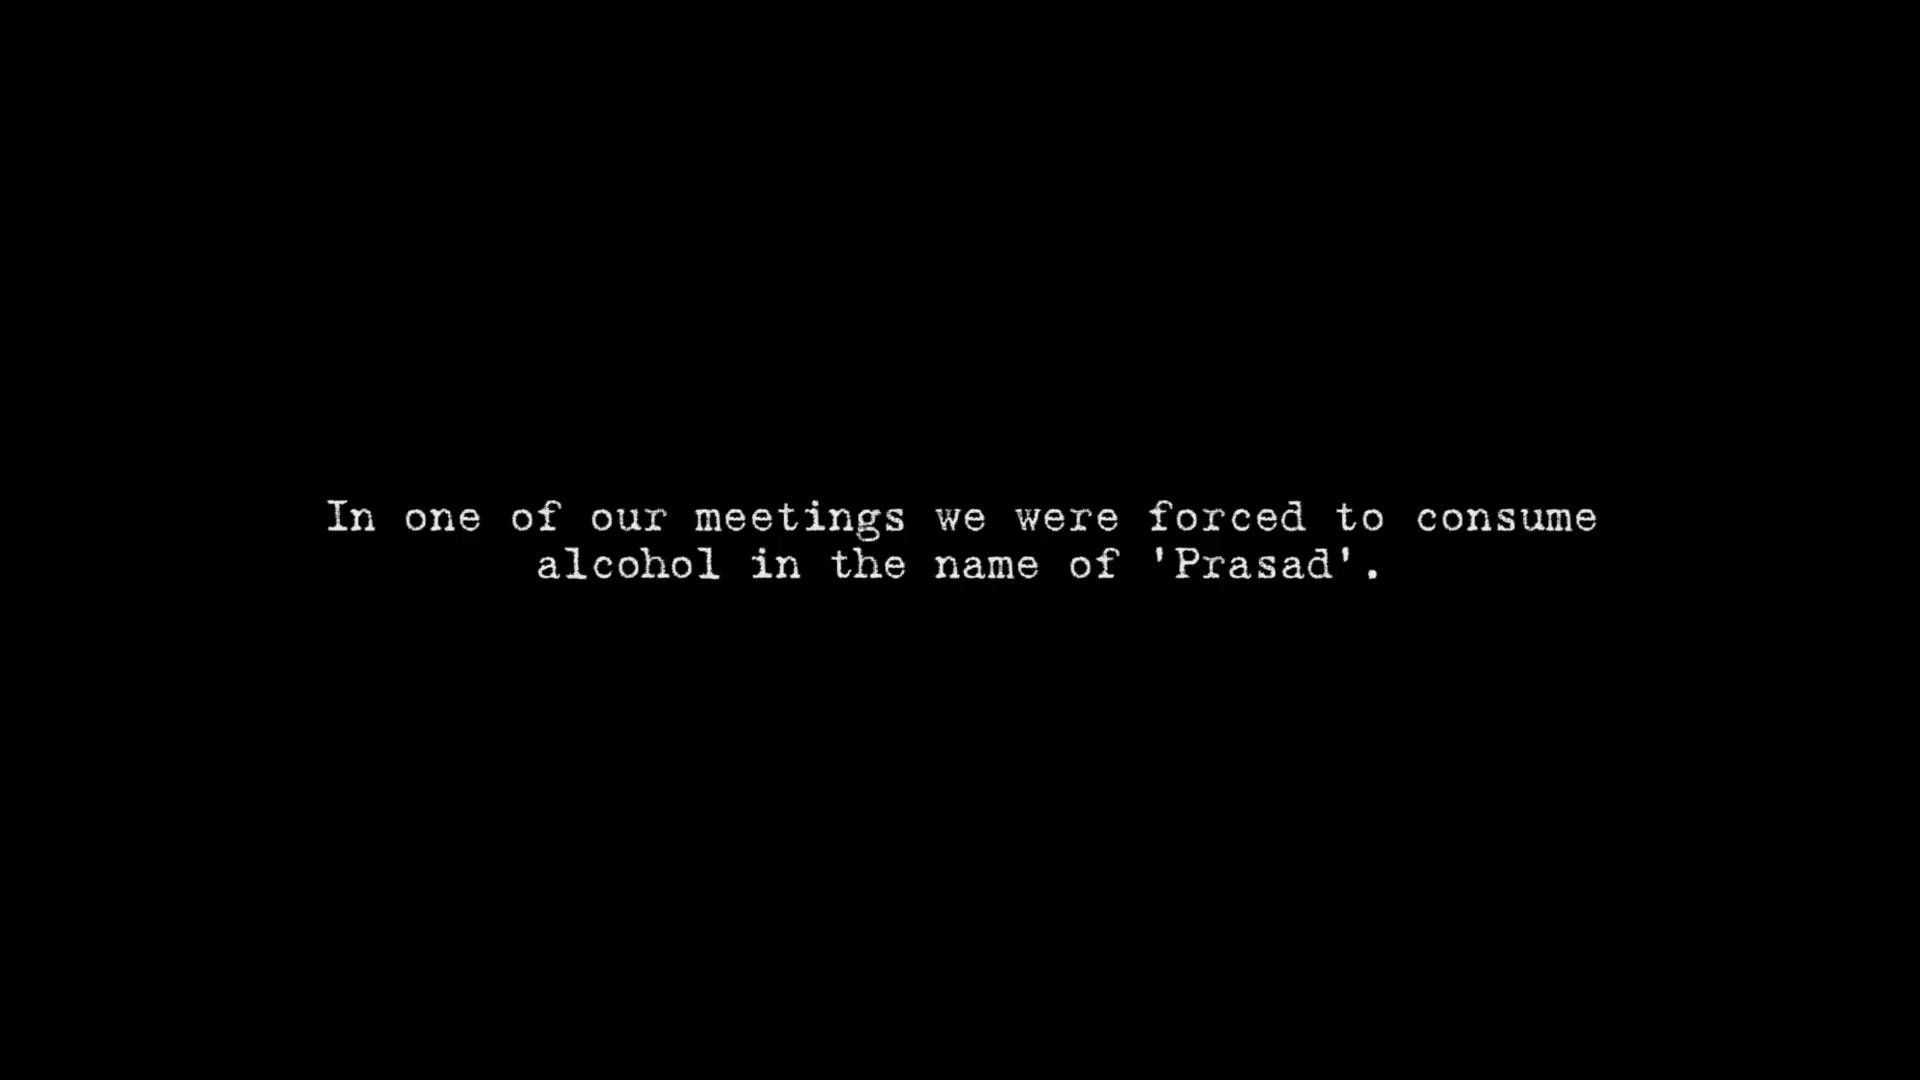 In one of our meetings we were forced to consume
alcohol in the name of 'Prasad'.